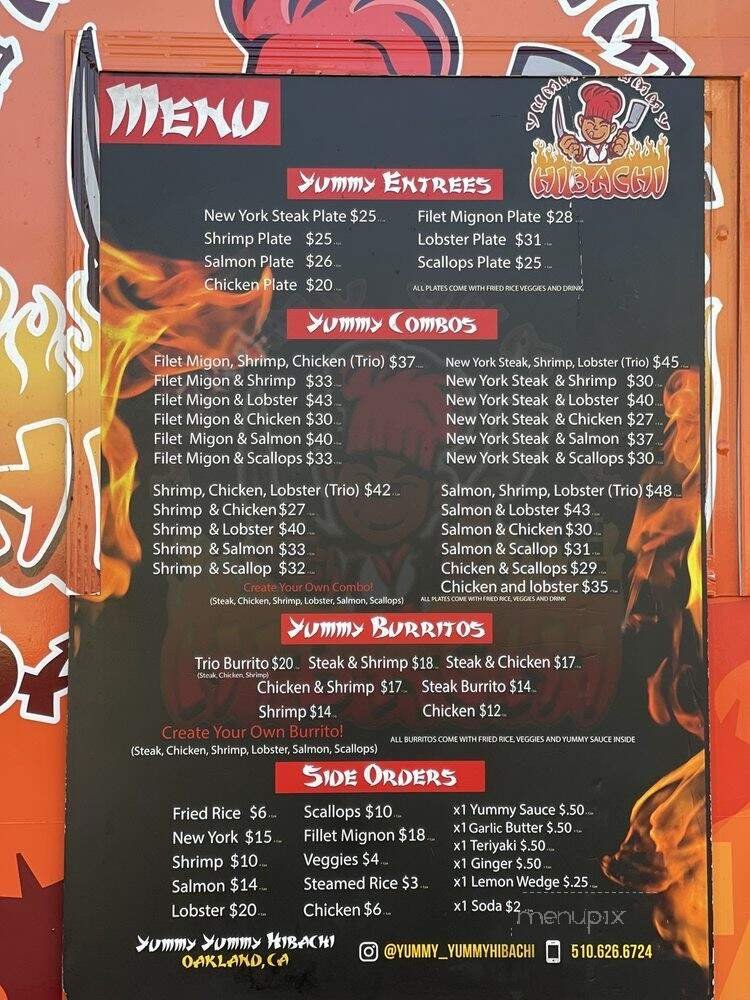 Menu
Yummy Yummy
Hibachi
Yummy Entrees
New York Steak Plate $25
Shrimp Plate $25
Salmon Plate $26
Chicken Plate $20
Filet Mignon Plate $28
Lobster Plate $31
Scallops Plate $25
ALL PLATES COME WITH FRIED RICE VEGGIES AND DRINK
Yummy Combos
Filet Migon, Shrimp, Chicken (Trio) $37
Filet Migon & Shrimp $33
Filet Migon & Lobster $43
Filet Migon & Chicken $30
Filet Migon & Salmon $40
Filet Migon & Scallops $33
New York Steak, Shrimp, Lobster (Trio) $45
New York Steak & Shrimp $30
New York Steak & Lobster $40
New York Steak & Chicken $27
New York Steak & Salmon $37
New York Steak & Scallops $30
Shrimp, Chicken, Lobster (Trio) $42
Shrimp & Chicken $27
Shrimp & Lobster $40
Shrimp & Salmon $33
Shrimp & Scallop $32
Create Your Own Combo!
(Steak, Chicken, Shrimp, Lobster, Salmon, Scallops)
Salmon, Shrimp, Lobster (Trio) $48
Salmon & Lobster $43
Salmon & Chicken $30
Salmon & Scallop $31
Chicken & Scallops $29
Chicken and lobster $35
ALL PLATES COME WITH FRIED RICE, VEGGIES AND DRINK
Yummy Burritos
Trio Burrito $20 Steak & Shrimp $18 Steak & Chicken $17
(Steak, Chicken, Shrimp)
Chicken & Shrimp $17 Steak Burrito $14
Shrimp $14 Chicken $12
Create Your Own Burrito!
(Steak, Chicken, Shrimp, Lobster, Salmon, Scallops)
ALL BURRITOS COME WITH FRIED RICE, VEGGIES AND YUMMY SAUCE INSIDE
Side Orders
Fried Rice $6
New York $15
Shrimp $10
Salmon $14
Lobster $20
Scallops $10
Fillet Mignon $18
Veggies $4
Steamed Rice $3
Chicken $6
x1 Yummy Sauce $.50
x1 Garlic Butter $.50
x1 Teriyaki $.50
x1 Ginger $.50
x1 Lemon Wedge $.25
x1 Soda $2
menupix
Yummy Yummy Hibachi
Oakland, CA
@YUMMY_YUMMYHIBACHI
510.626.6724